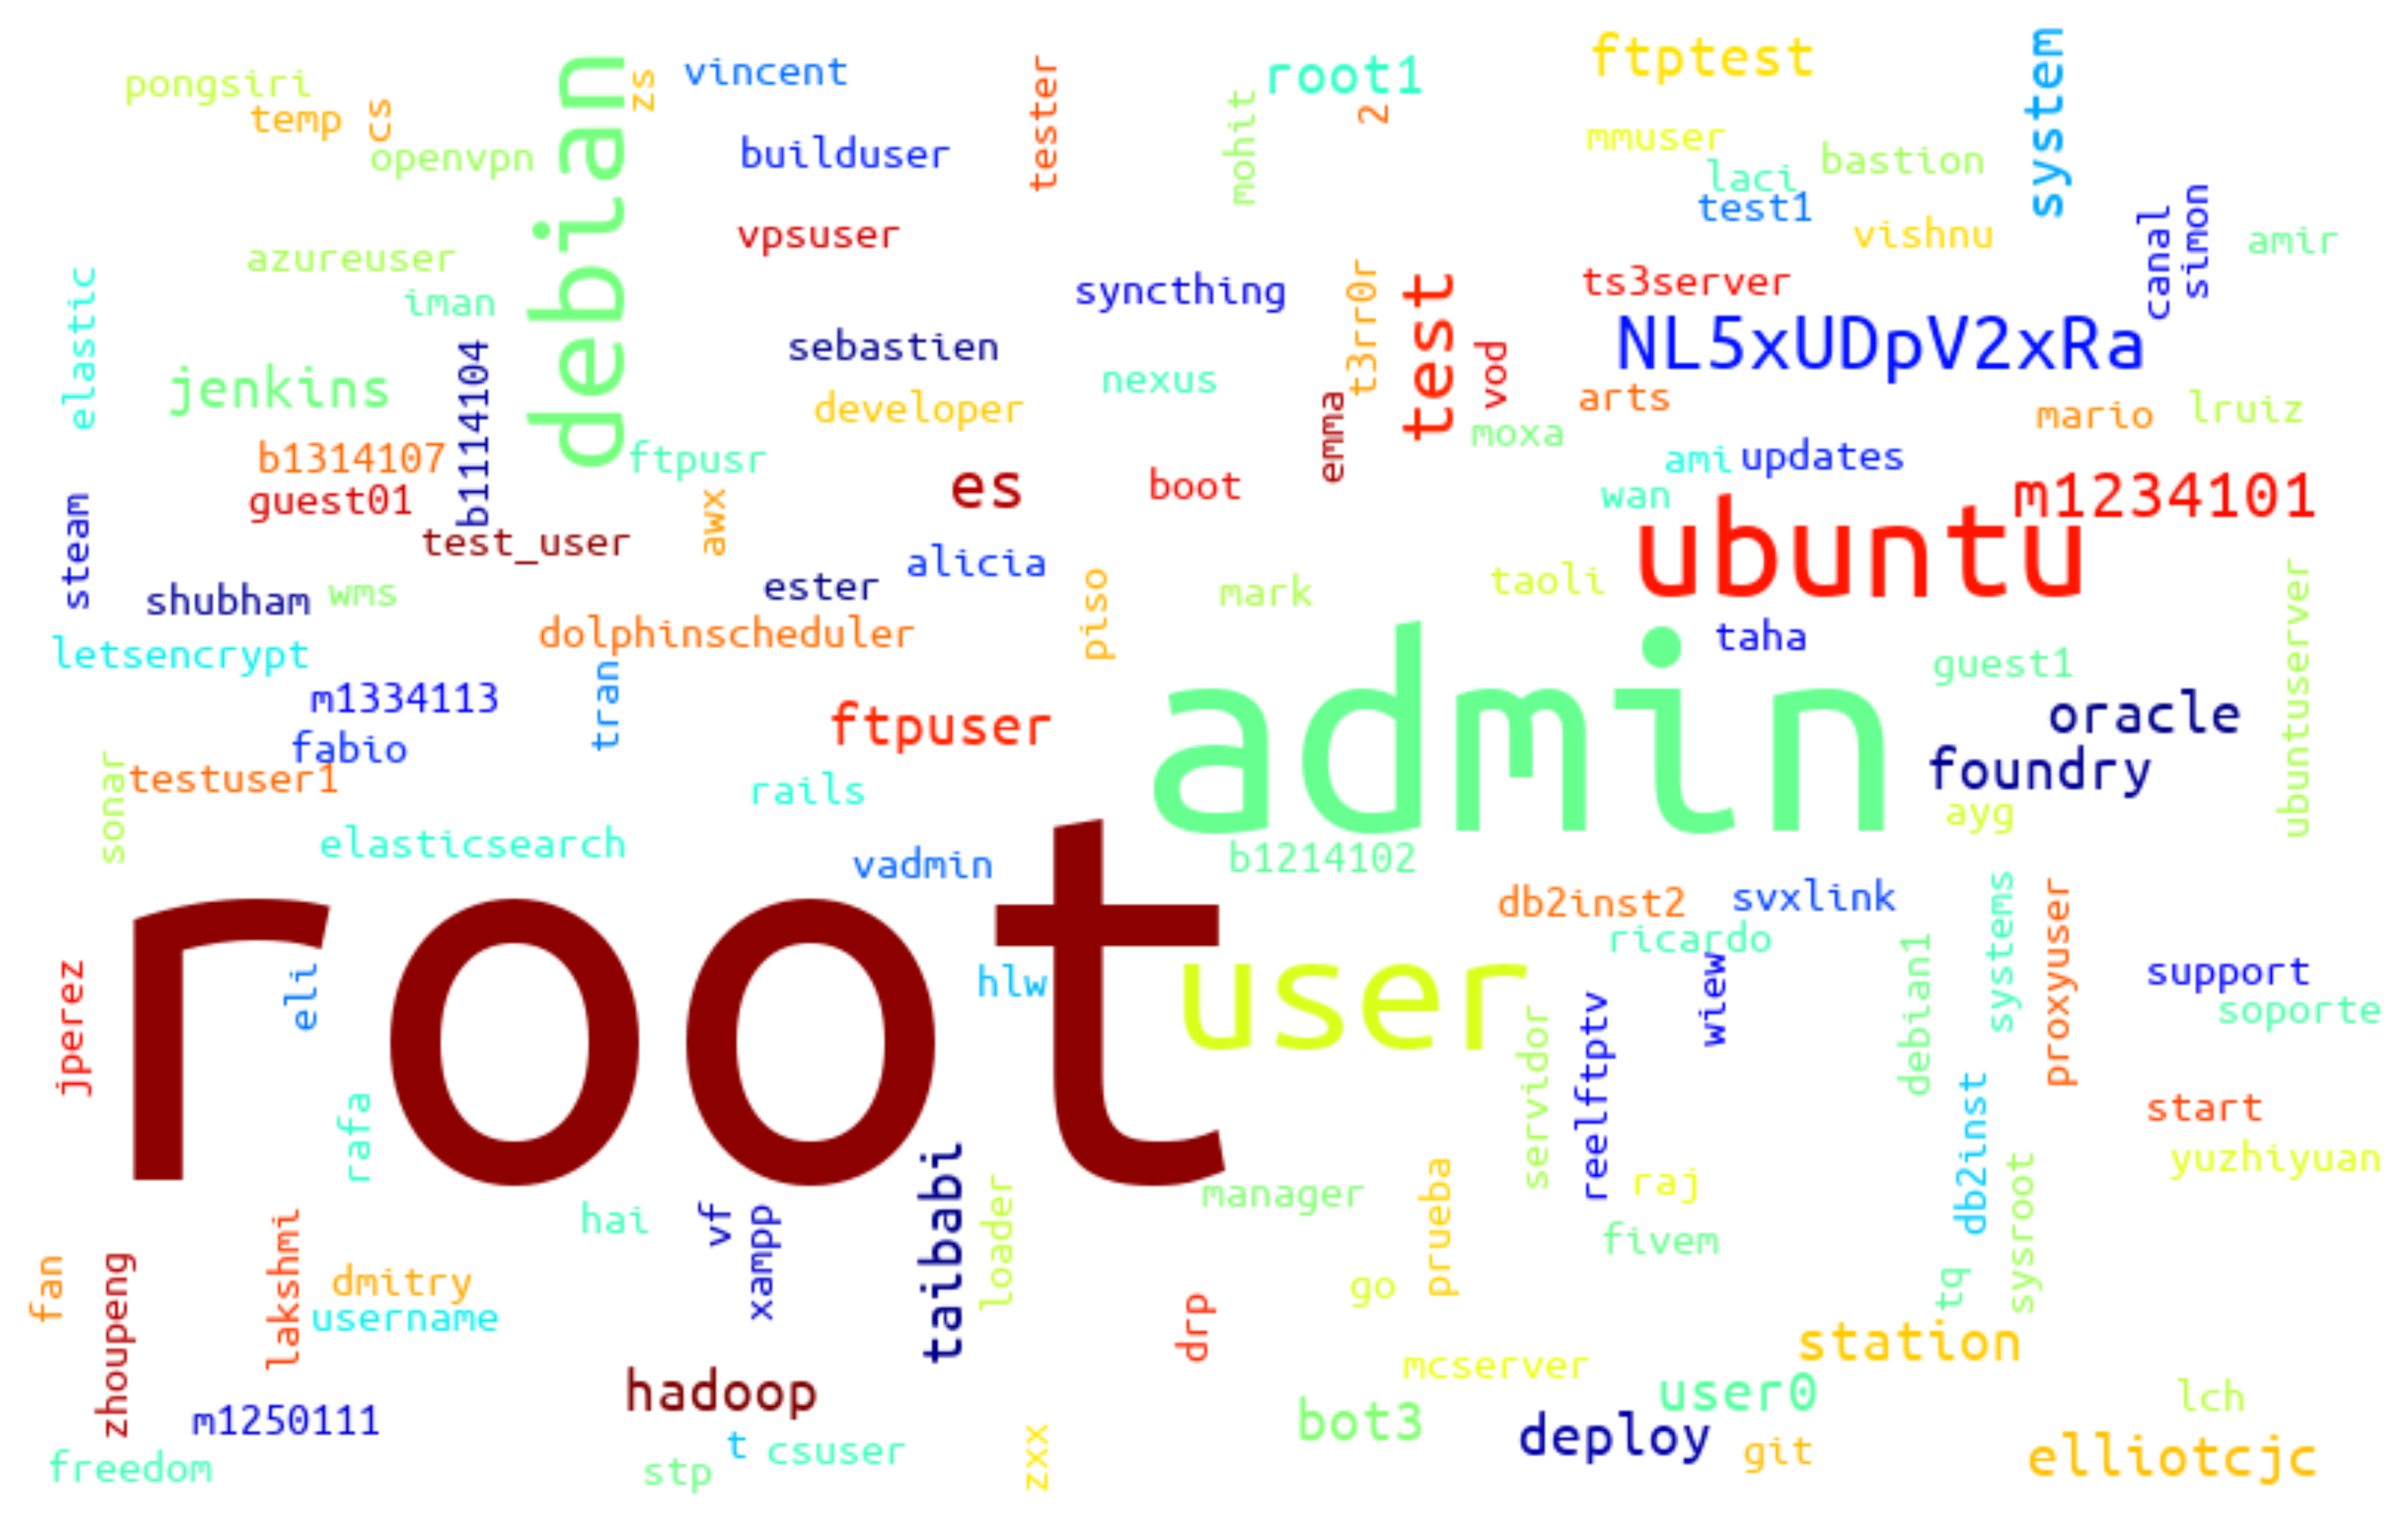 pongsiri
temp
cs
openvpn
debian
zs
vincent
builduser
tester
mohit
root1
2
ftptest
mmuser
laci
test1
bastion
vishnu
system
canal
simon
amir
azureuser
iman
elastic
vpsuser
syncthing
t3rr0r
test
vod
ts3server
NL5xUDpV2xRa
jenkins
b1114104
sebastien
developer
nexus
emma
moxa
arts
mario
lruiz
b1314107
guest01
ftpusr
awx
es
boot
ami
updates
wan
m1234101
steam
test_user
ubuntu
shubham
wms
ester
alicia
piso
mark
taoli
ubuntuserver
letsencrypt
dolphinscheduler
tran
taha
guest1
m1334113
fabio
ftpuser
admin
oracle
foundry
sonar
testuser1
rails
ayg
elasticsearch
vadmin
b1214102
root
db2inst2
svxlink
ricardo
systems
proxyuser
jperez
eli
hlw
user
wiew
debian1
support
soporte
servidor
reelftptv
rafa
db2inst
start
yuzhiyuan
taibabi
loader
manager
prueba
raj
sysroot
hai
vf
xampp
fivem
fan
zhoupeng
lakshmi
dmitry
username
go
drp
tq
station
hadoop
mcserver
user0
lch
m1250111
bot3
deploy
git
elliotcjc
freedom
stp
t
csuser
zxx